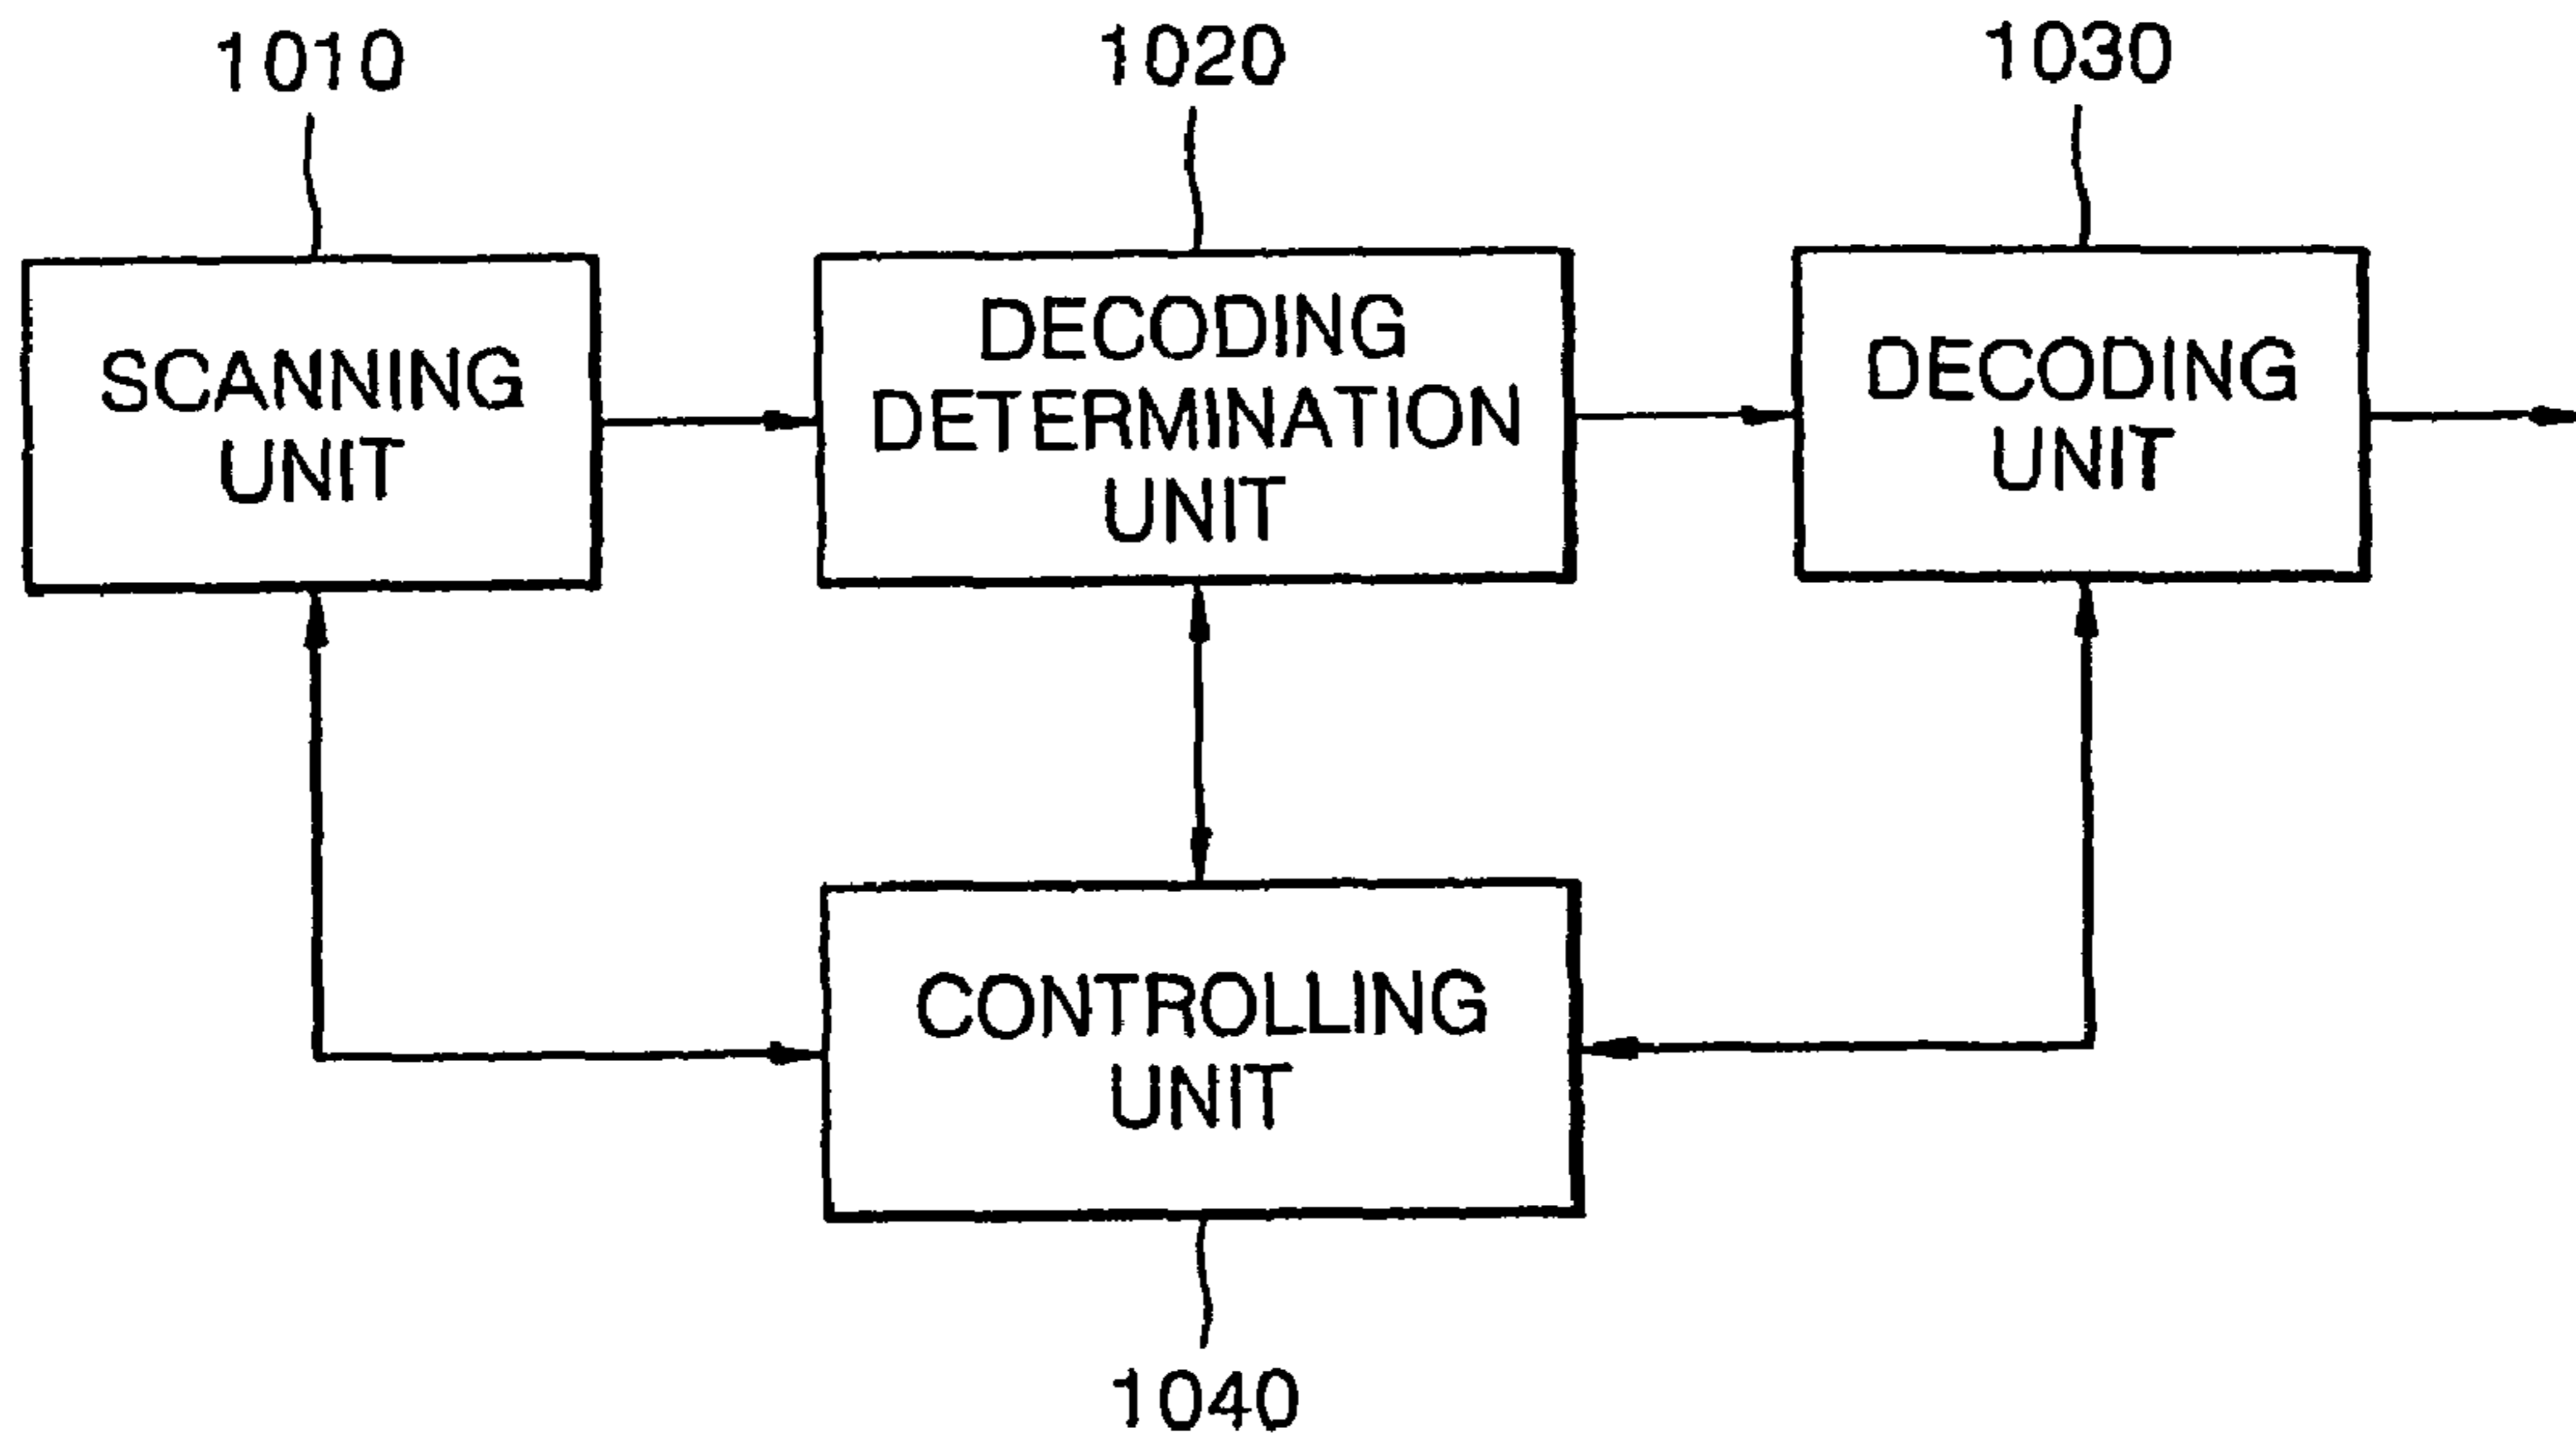 1010
1020
1030
SCANNING
UNIT
DECODING
DETERMINATION
UNIT
DECODING
UNIT
CONTROLLING
UNIT
1040